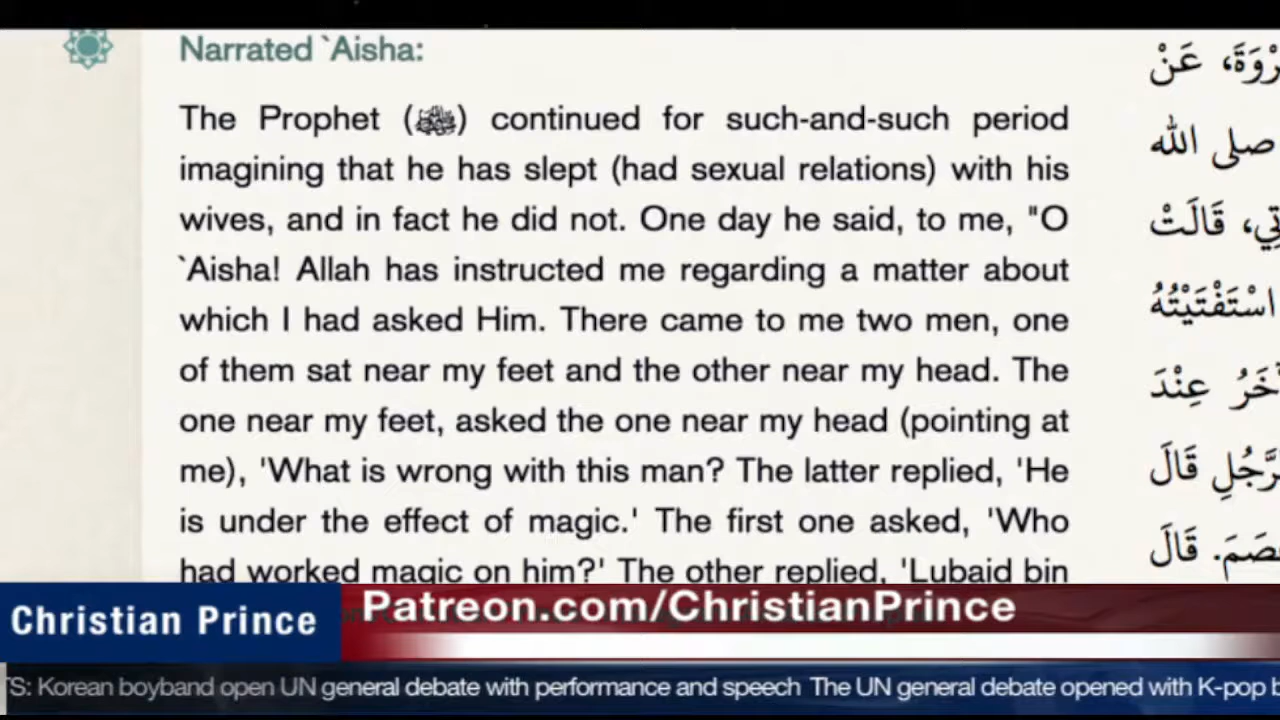 Narrated `Aisha:
The Prophet (ﷺ) continued for such-and-such period
imagining that he has slept (had sexual relations) with his
wives, and in fact he did not. One day he said, to me, "O
`Aisha! Allah has instructed me regarding a matter about
which I had asked Him. There came to me two men, one
of them sat near my feet and the other near my head. The
one near my feet, asked the one near my head (pointing at
me), 'What is wrong with this man? The latter replied, 'He
is under the effect of magic.' The first one asked, 'Who
had worked magic on him?' The other replied, 'Lubaid bin
عَنْ
صلى الله
قَالَتْ
اسْتَفْتَيْتُهُ
عِنْدَ
قَالَ
قَالَ
Christian Prince
Patreon.com/ChristianPrince
S: Korean boyband open UN general debate with performance and speech The UN general debate opened with K-pop